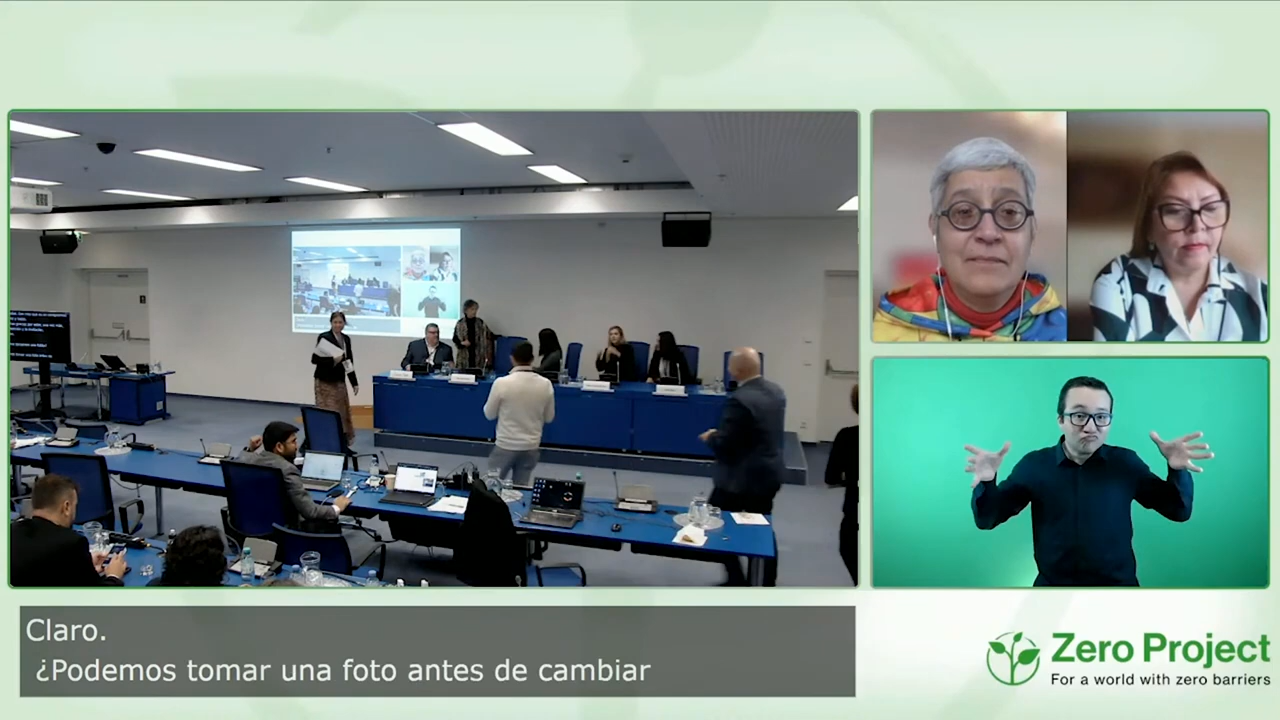 Claro.
¿Podemos tomar una foto antes de cambiar
Zero Project
For a world with zero barriers